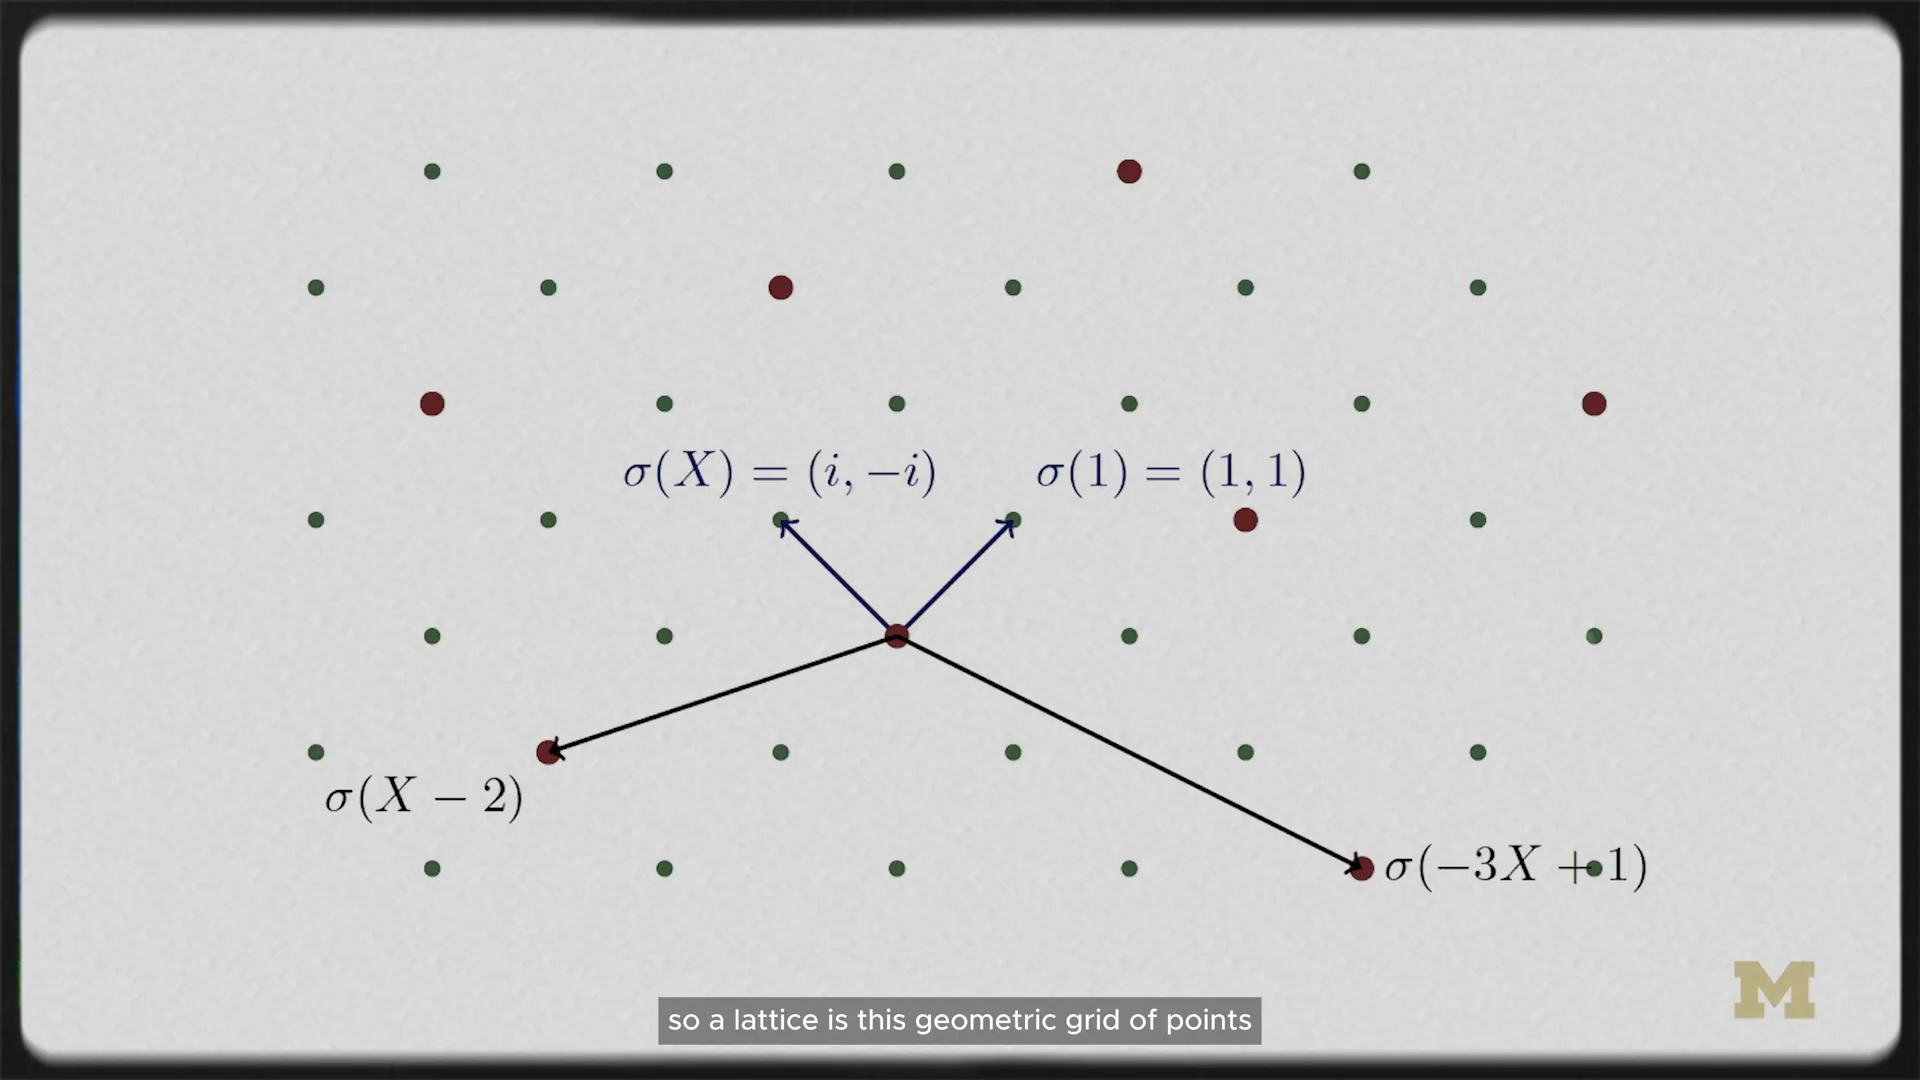 σ(X) = (i, −i)
σ(1) = (1, 1)
σ(X − 2)
σ(−3X + 1)
M
so a lattice is this geometric grid of points